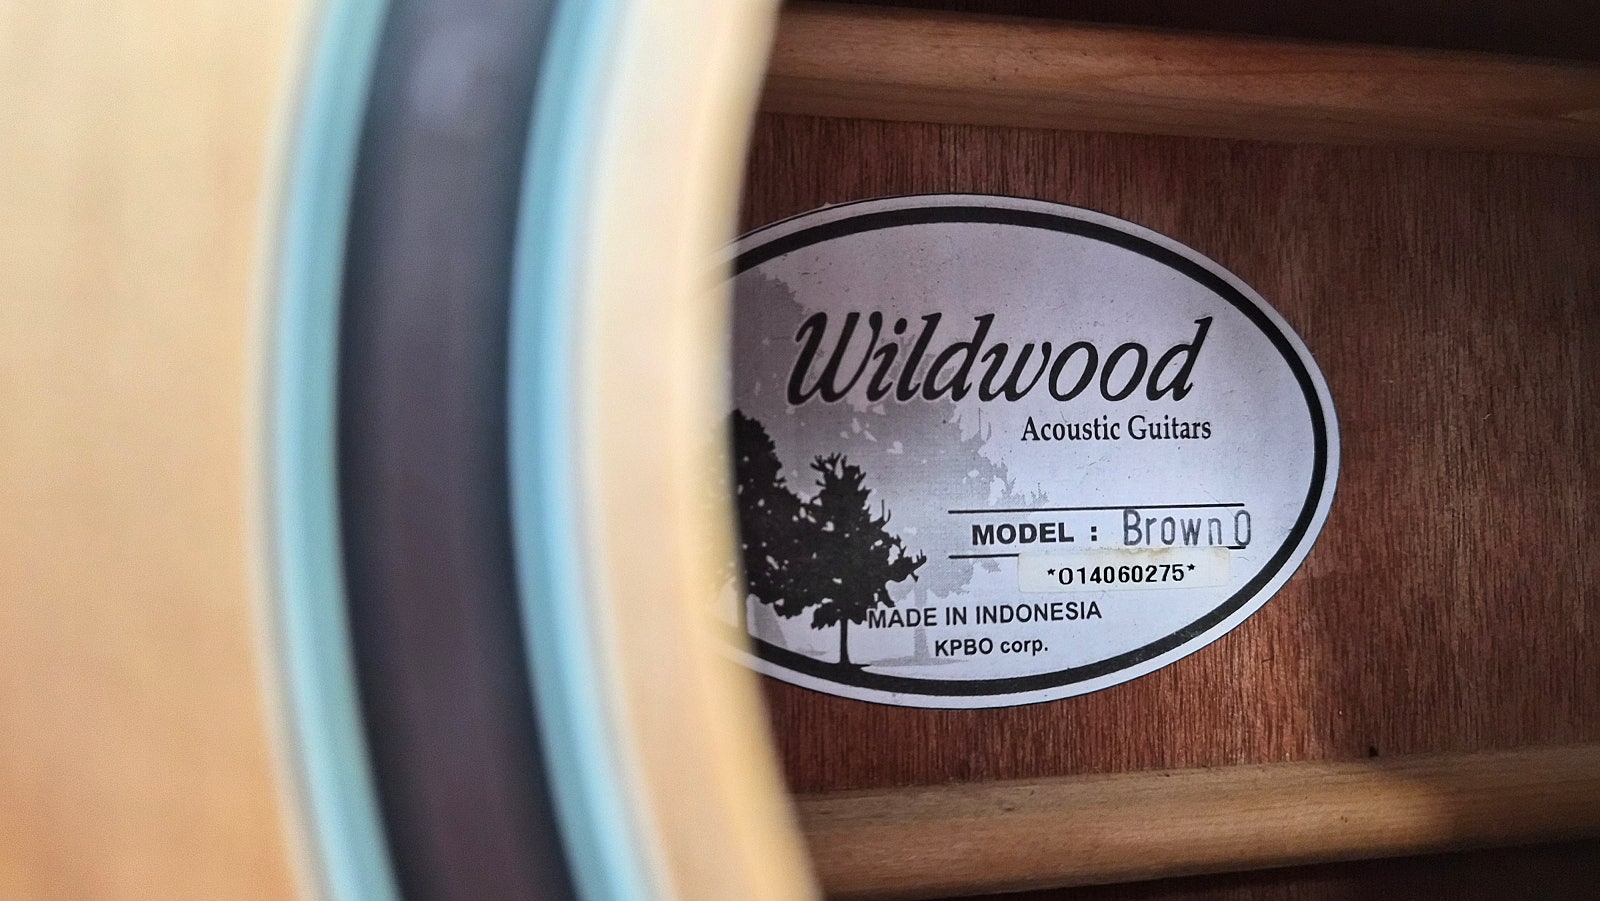 Wildwood
Acoustic Guitars
MODEL : Brown O
*014060275*
MADE IN INDONESIA
KPBO corp.